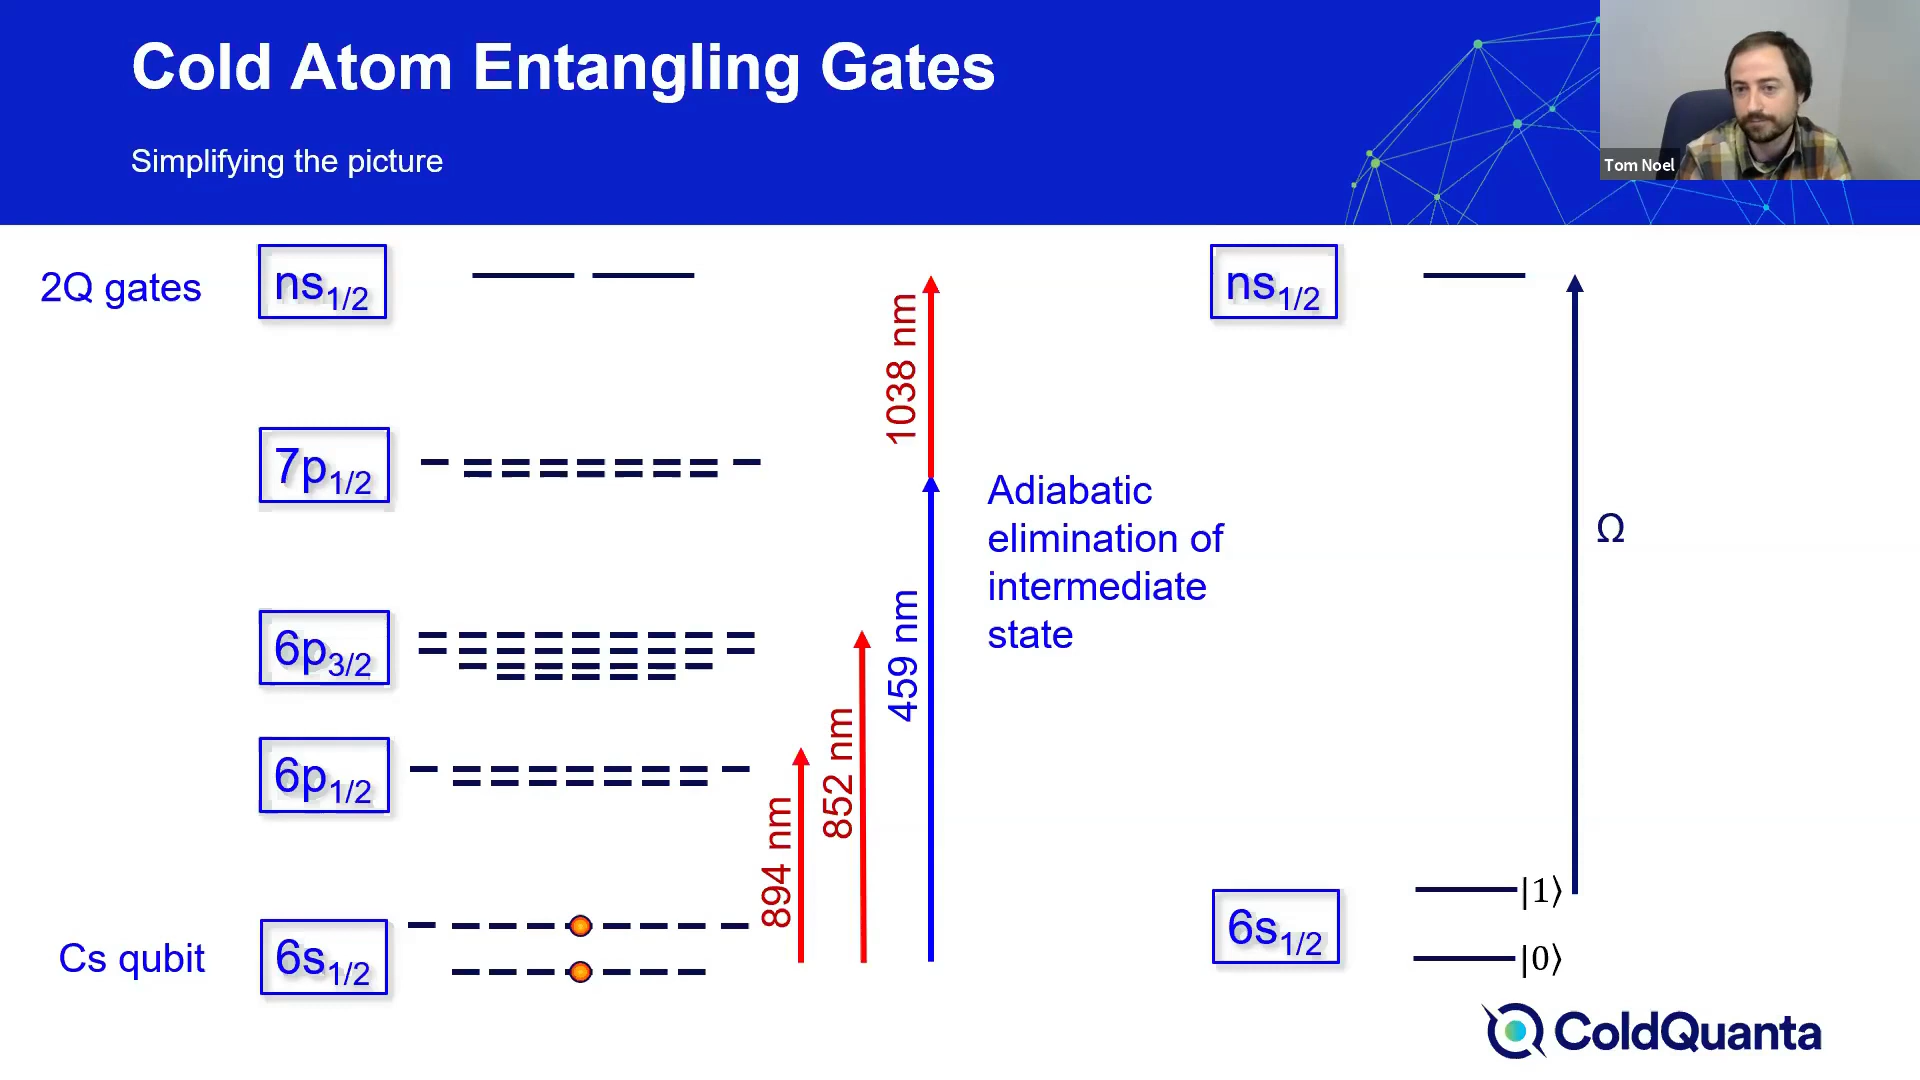 Cold Atom Entangling Gates
Simplifying the picture
Tom Noel
2Q gates
ns1/2
7p1/2
6p3/2
6p1/2
Cs qubit
6s1/2
894 nm
852 nm
459 nm
1038 nm
Adiabatic
elimination of
intermediate
state
ns1/2
Ω
6s1/2
|1⟩
|0⟩
ColdQuanta